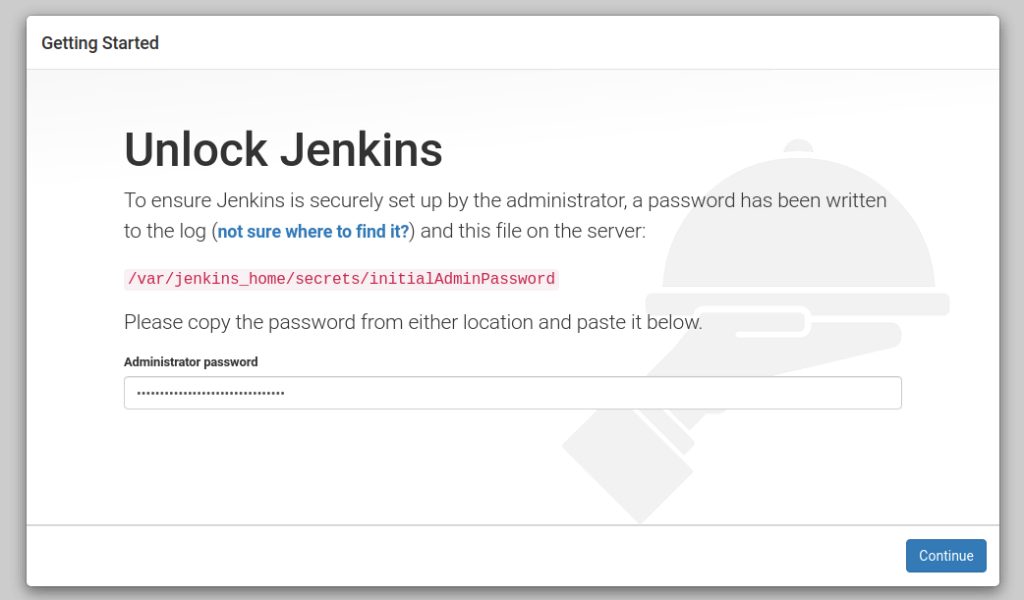 Getting Started
Unlock Jenkins
To ensure Jenkins is securely set up by the administrator, a password has been written
to the log (not sure where to find it?) and this file on the server:
/var/jenkins_home/secrets/initialAdminPassword
Please copy the password from either location and paste it below.
Administrator password
••••••••••••••••••••••••••••••••
Continue